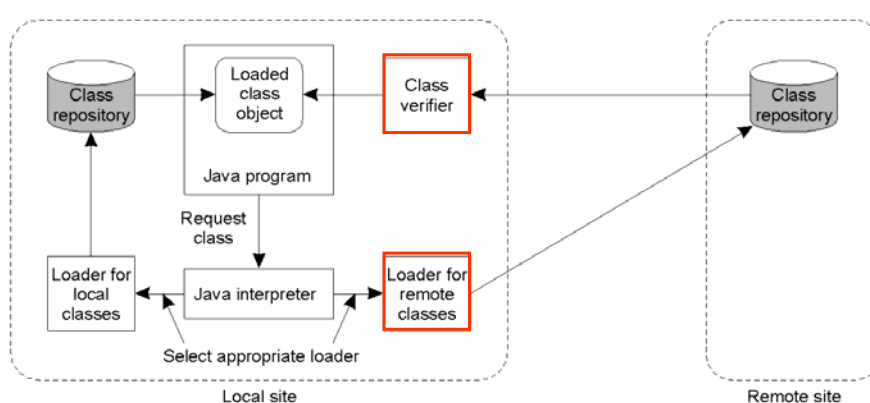 Class
repository
Loaded
class
object
Class
verifier
Class
repository
Java program
Request
class
Loader for
local
classes
Java interpreter
Loader for
remote
classes
Select appropriate loader
Local site
Remote site